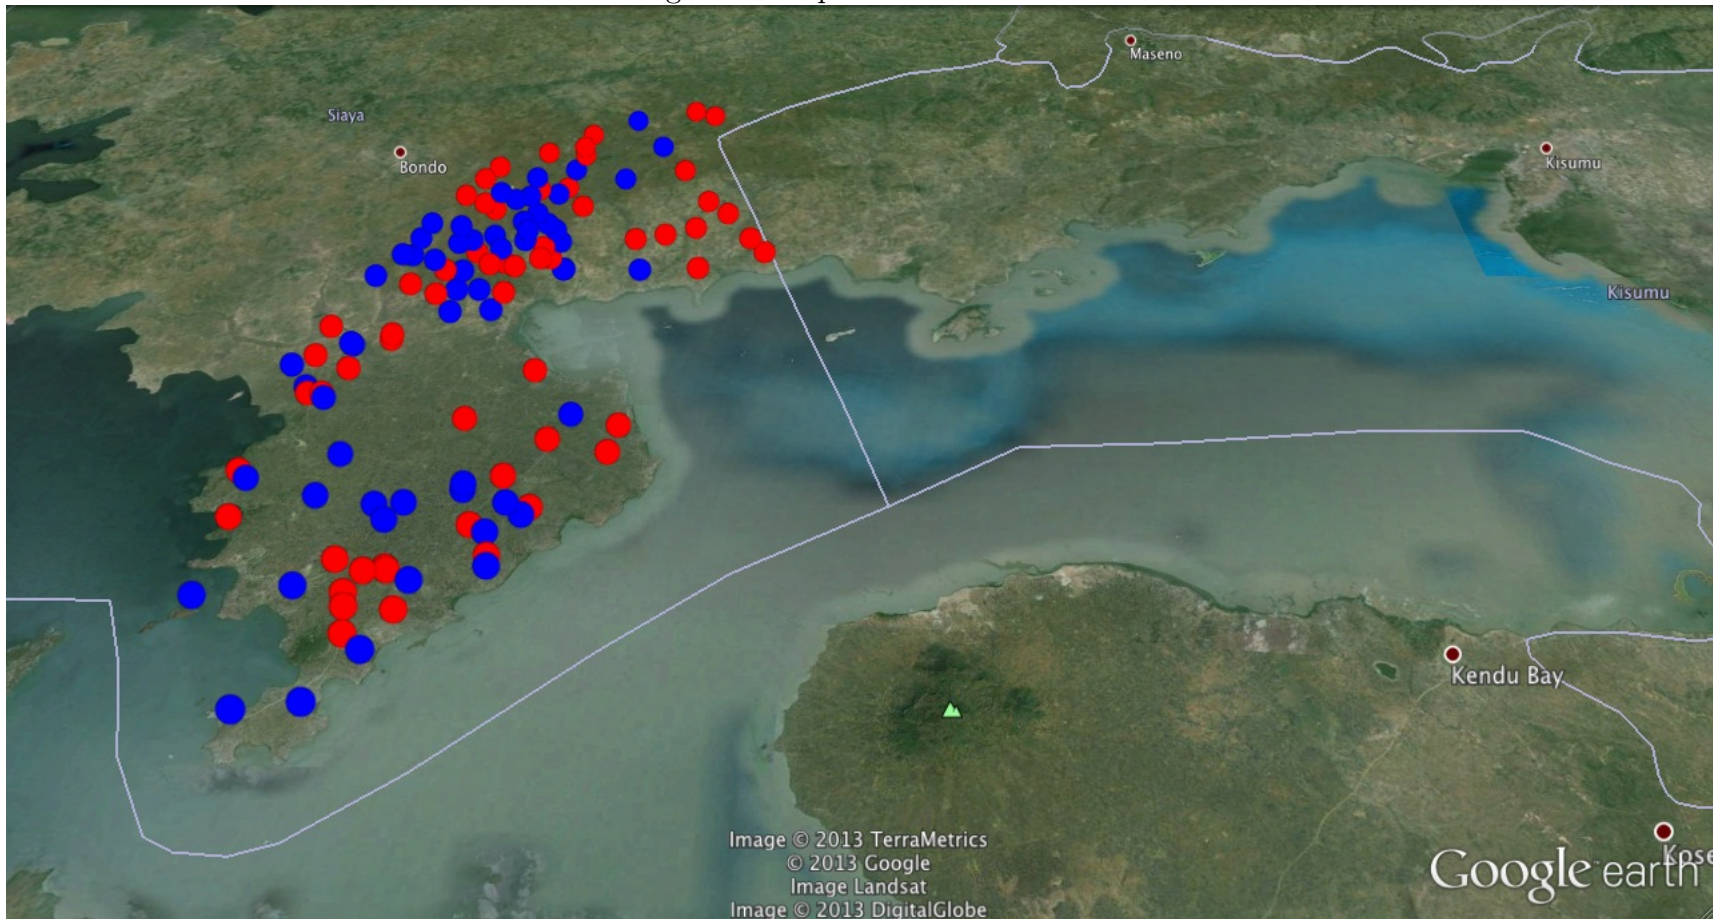 Maseno
Siaya
Bondo
Kisumu
Kisumu
Kendu Bay
Image © 2013 TerraMetrics
© 2013 Google
Image Landsat
Image © 2013 DigitalGlobe
Google earth